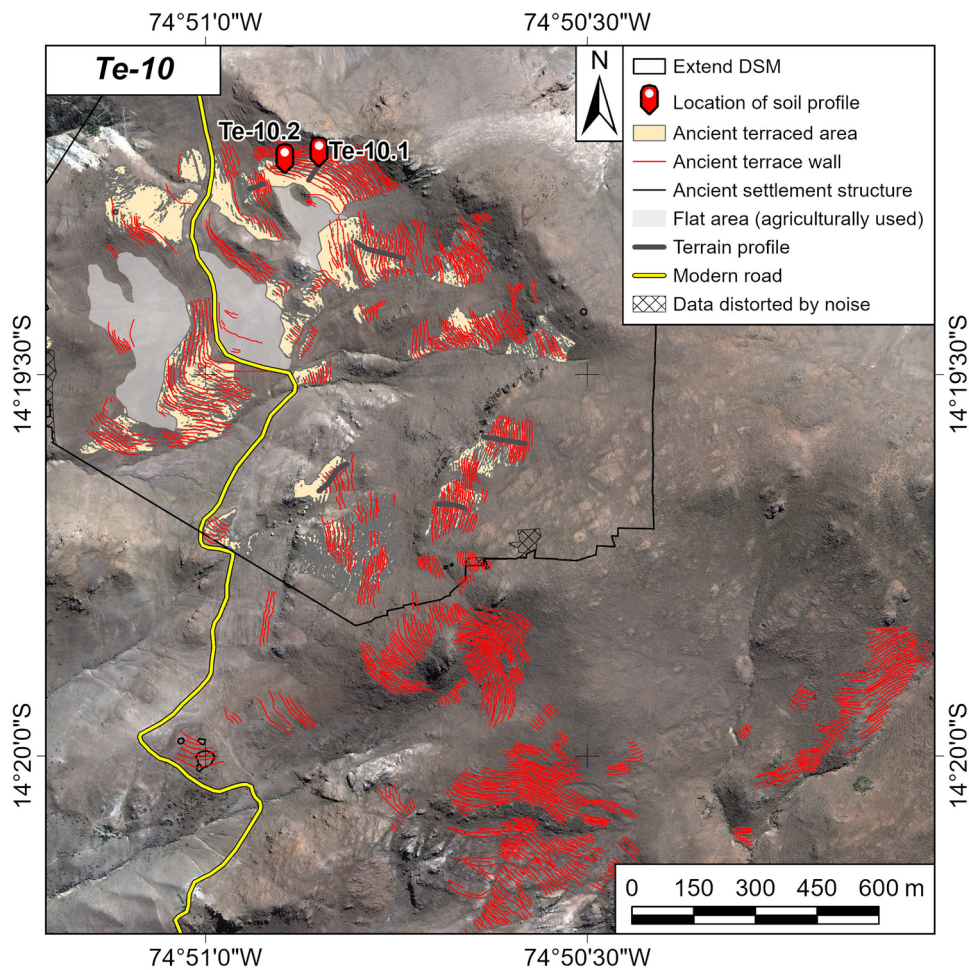 74°51'0"W
74°50'30"W
Te-10
N
Extend DSM
Location of soil profile
Ancient terraced area
Ancient terrace wall
Ancient settlement structure
Flat area (agriculturally used)
Terrain profile
Modern road
Data distorted by noise
Te-10.2
Te-10.1
14°19'30"S
14°19'30"S
14°20'0"S
14°20'0"S
0 150 300 450 600 m
74°51'0"W
74°50'30"W